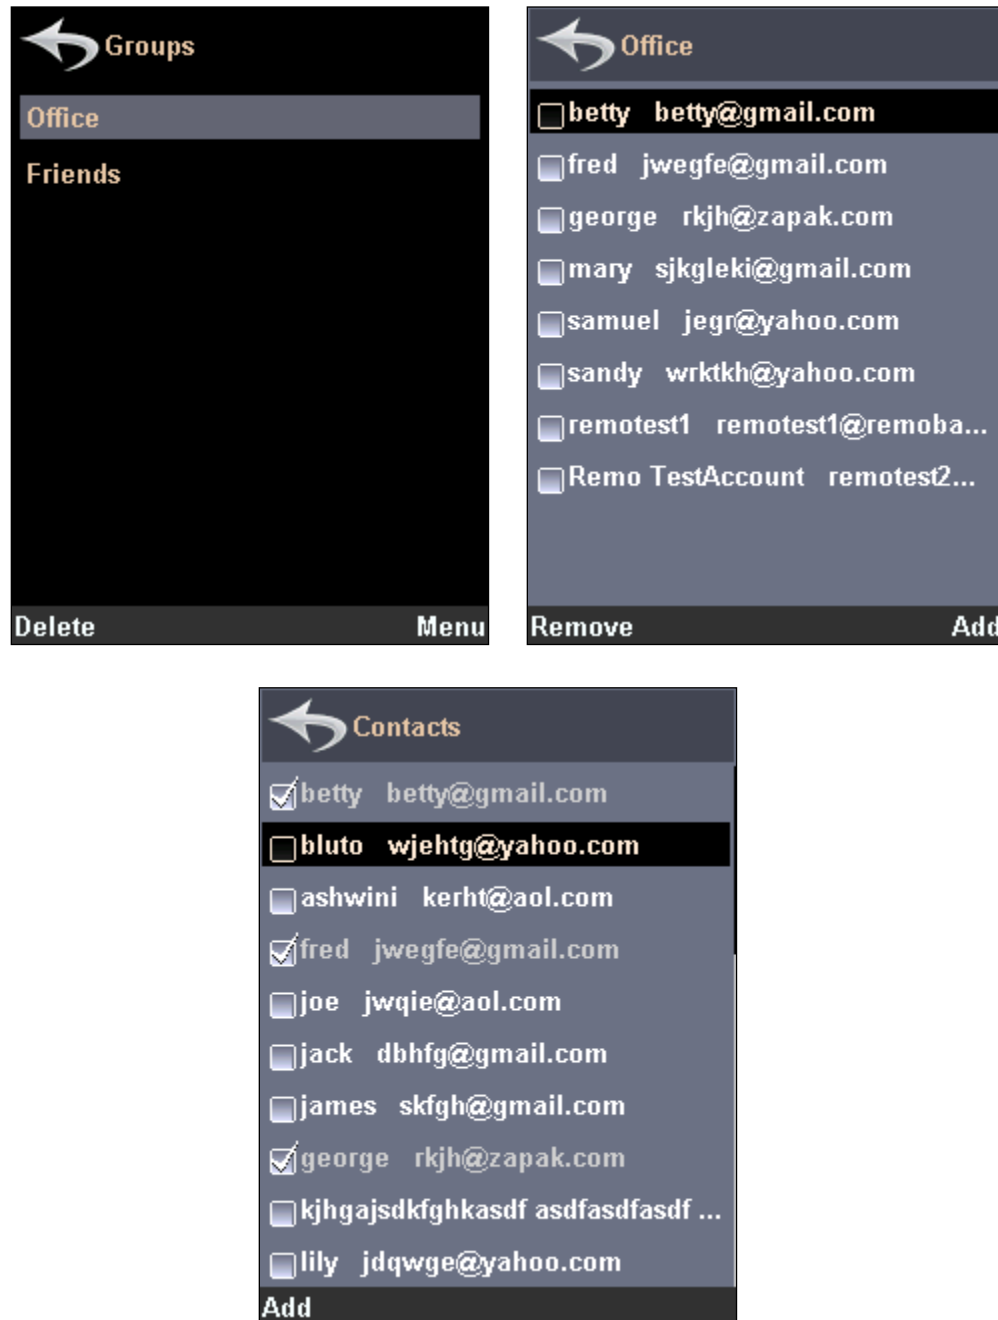 Groups
Office
Friends
Delete Menu
Office
betty betty@gmail.com
fred jwegfe@gmail.com
george rkjh@zapak.com
mary sjkgleki@gmail.com
samuel jegr@yahoo.com
sandy wrktkh@yahoo.com
remotest1 remotest1@remoba...
Remo TestAccount remotest2...
Remove Add
Contacts
betty betty@gmail.com
bluto wjehtg@yahoo.com
ashwini kerht@aol.com
fred jwegfe@gmail.com
joe jwqie@aol.com
jack dbhfg@gmail.com
james skfgh@gmail.com
george rkjh@zapak.com
kjhgajsdkfghkasdf asdfasdfasdf ...
lily jdqwge@yahoo.com
Add